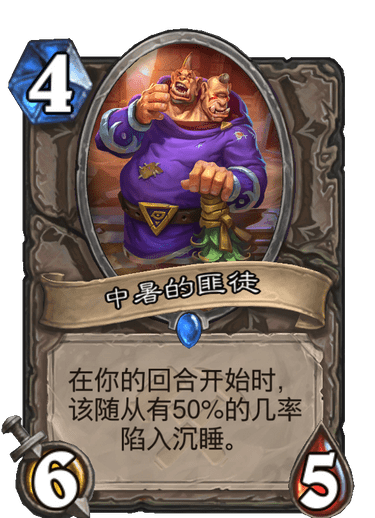 4
中暑的匪徒
在你的回合开始时，
该随从有50%的几率
陷入沉睡。
6
5